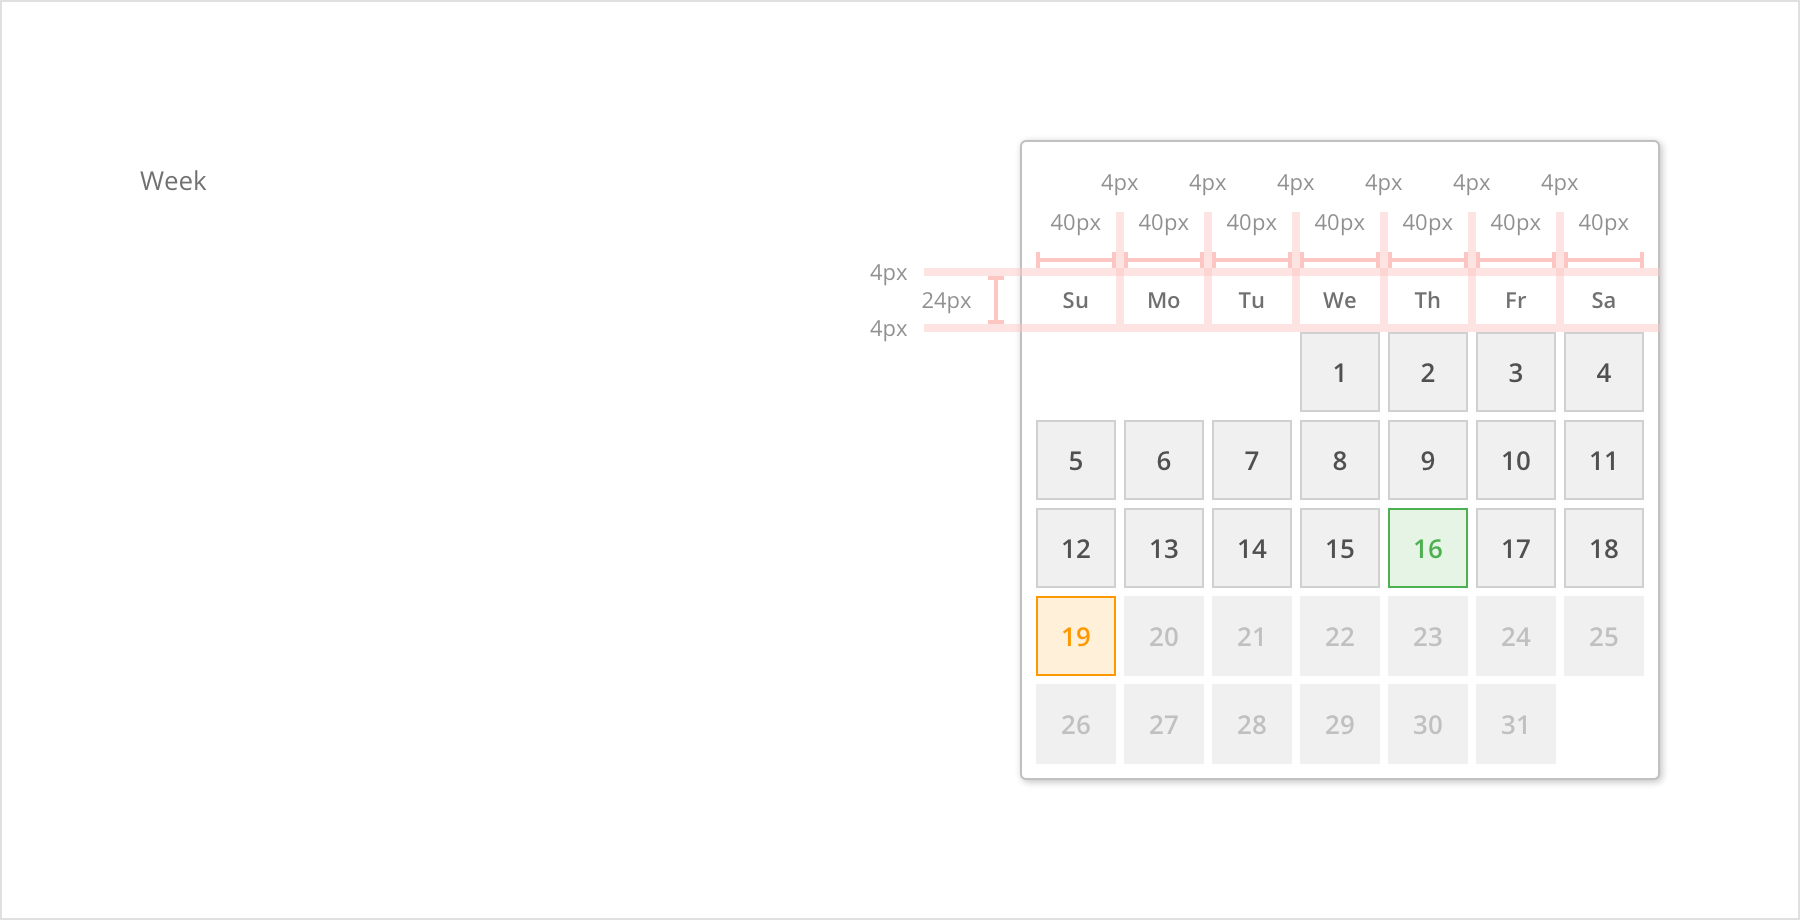 Week
4px 4px 4px 4px 4px 4px
40px 40px 40px 40px 40px 40px 40px
4px
24px Su Mo Tu We Th Fr Sa
4px
1 2 3 4
5 6 7 8 9 10 11
12 13 14 15 16 17 18
19 20 21 22 23 24 25
26 27 28 29 30 31